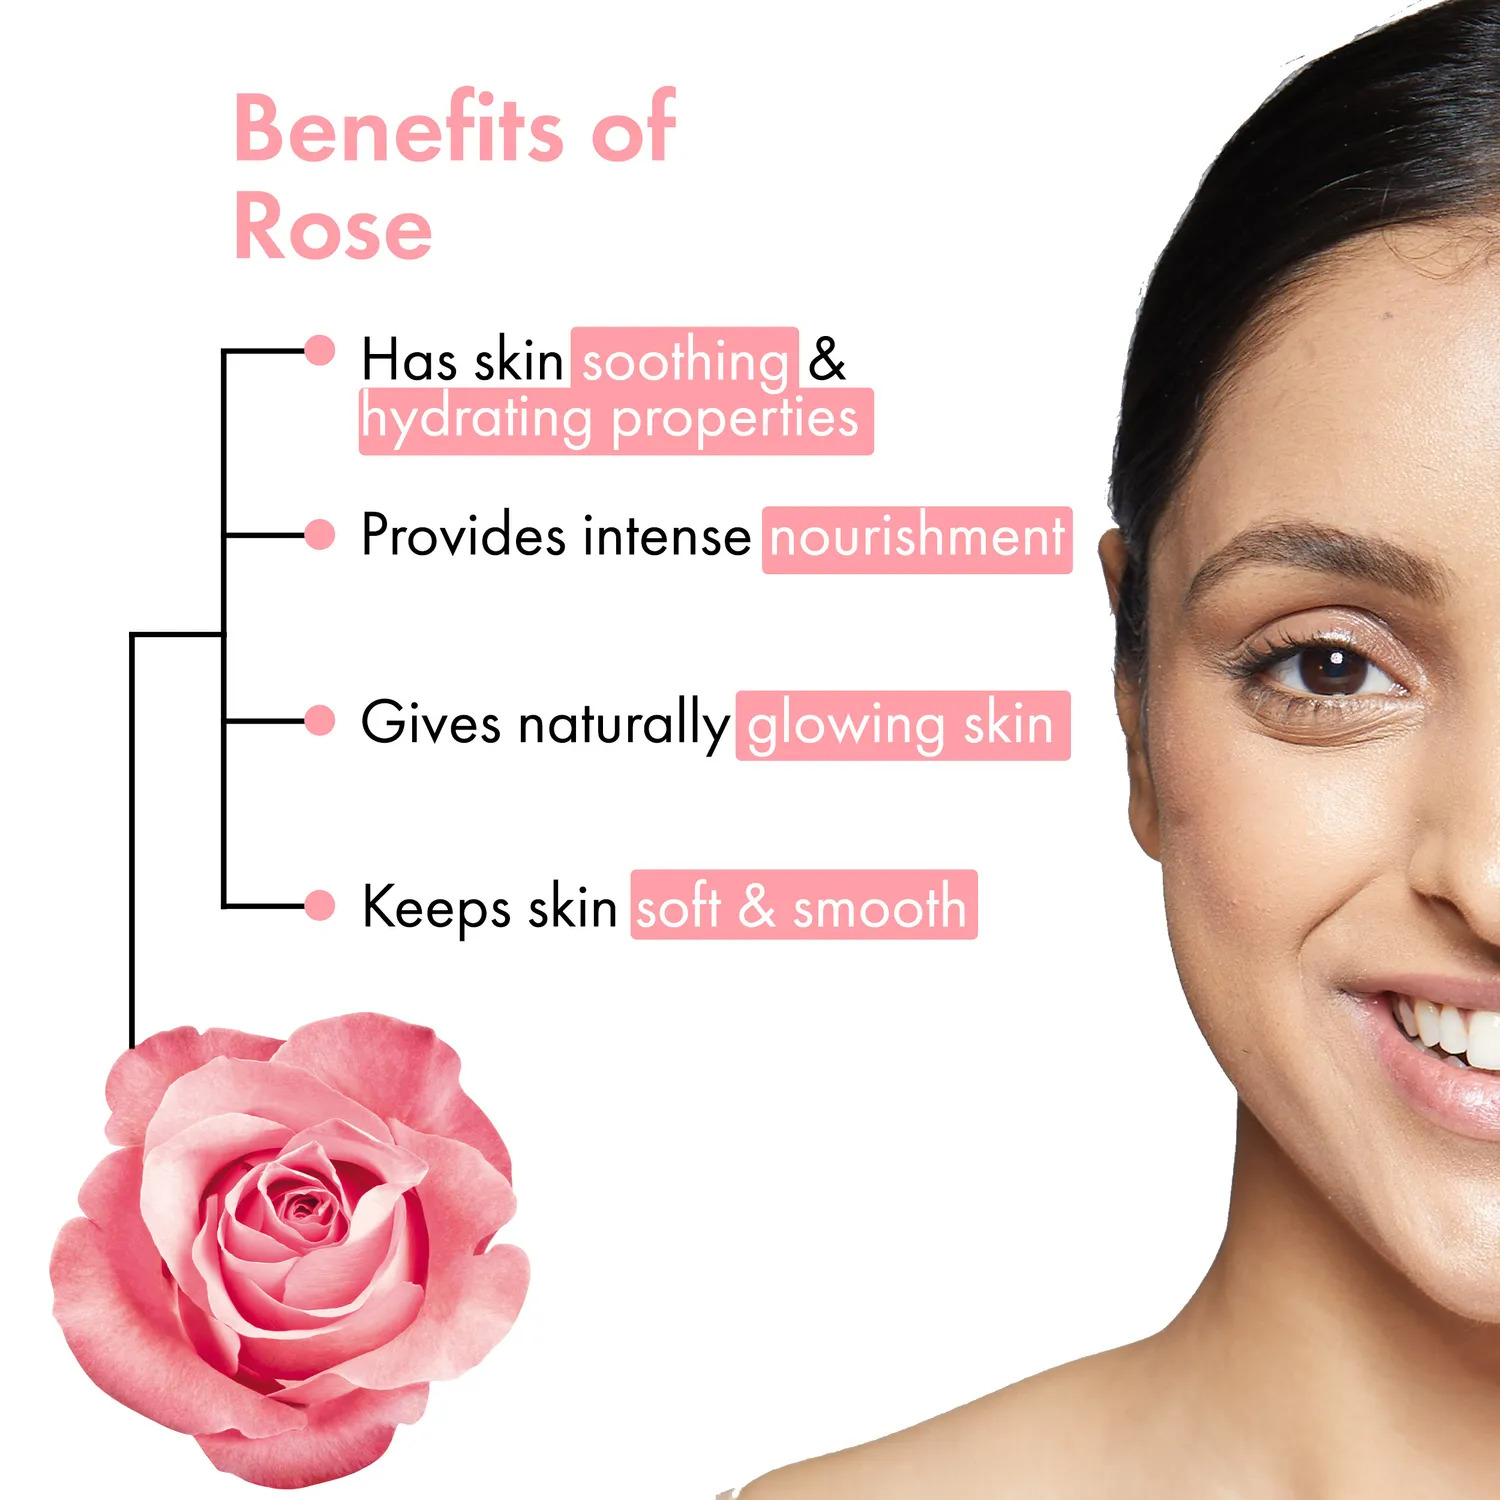 Benefits of
Rose
Has skin soothing &
hydrating properties
Provides intense nourishment
Gives naturally glowing skin
Keeps skin soft & smooth